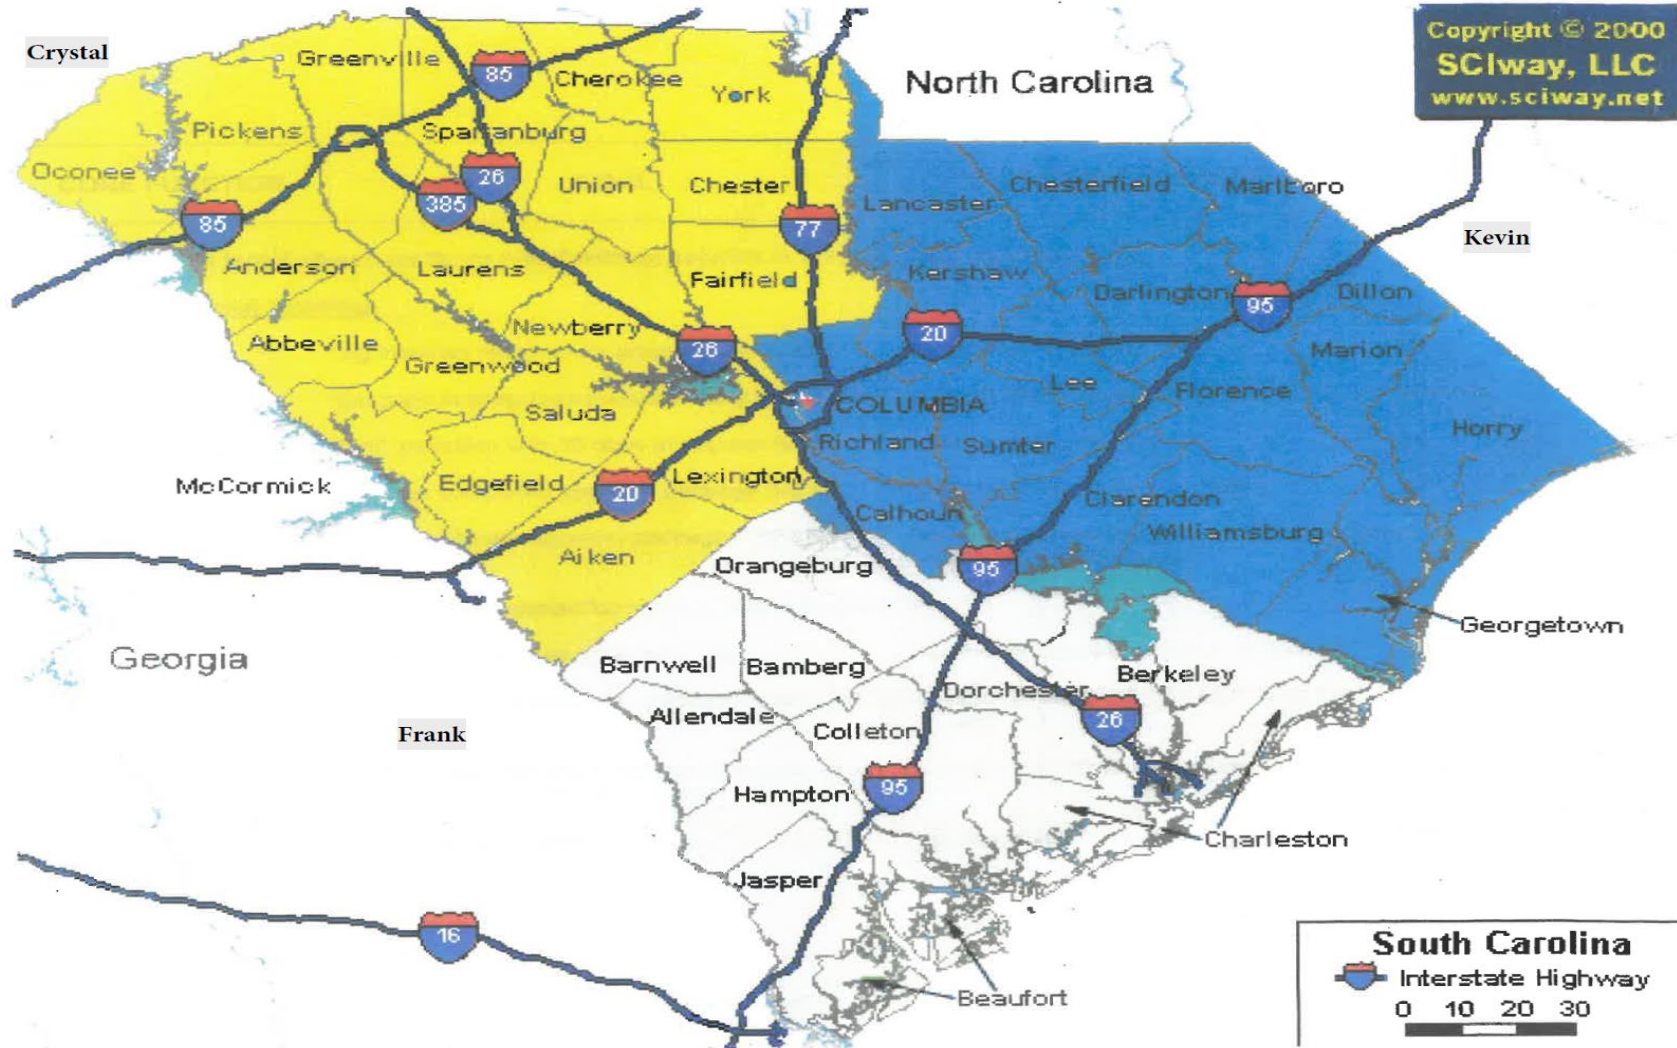 Crystal
Copyright © 2000
SCIway, LLC
www.sciway.net
North Carolina
Greenville
85
Cherokee
York
Pickens
Spartanburg
Oconee
26
385
Union
Chester
Lancaster
Chesterfield
Marlboro
85
77
Kevin
Anderson
Laurens
Fairfield
Kershaw
Darlington
95
Dillon
Abbeville
Newberry
26
20
Greenwood
Marion
Lee
Florence
Saluda
COLUMBIA
Horry
Richland
Sumter
McCormick
Edgefield
20
Lexington
Calhoun
Clarendon
Williamsburg
Aiken
Orangeburg
95
Georgetown
Georgia
Barnwell
Bamberg
Berkeley
Dorchester
Allendale
Frank
Colleton
26
Hampton
95
Charleston
Jasper
16
Beaufort
South Carolina
Interstate Highway
0 10 20 30